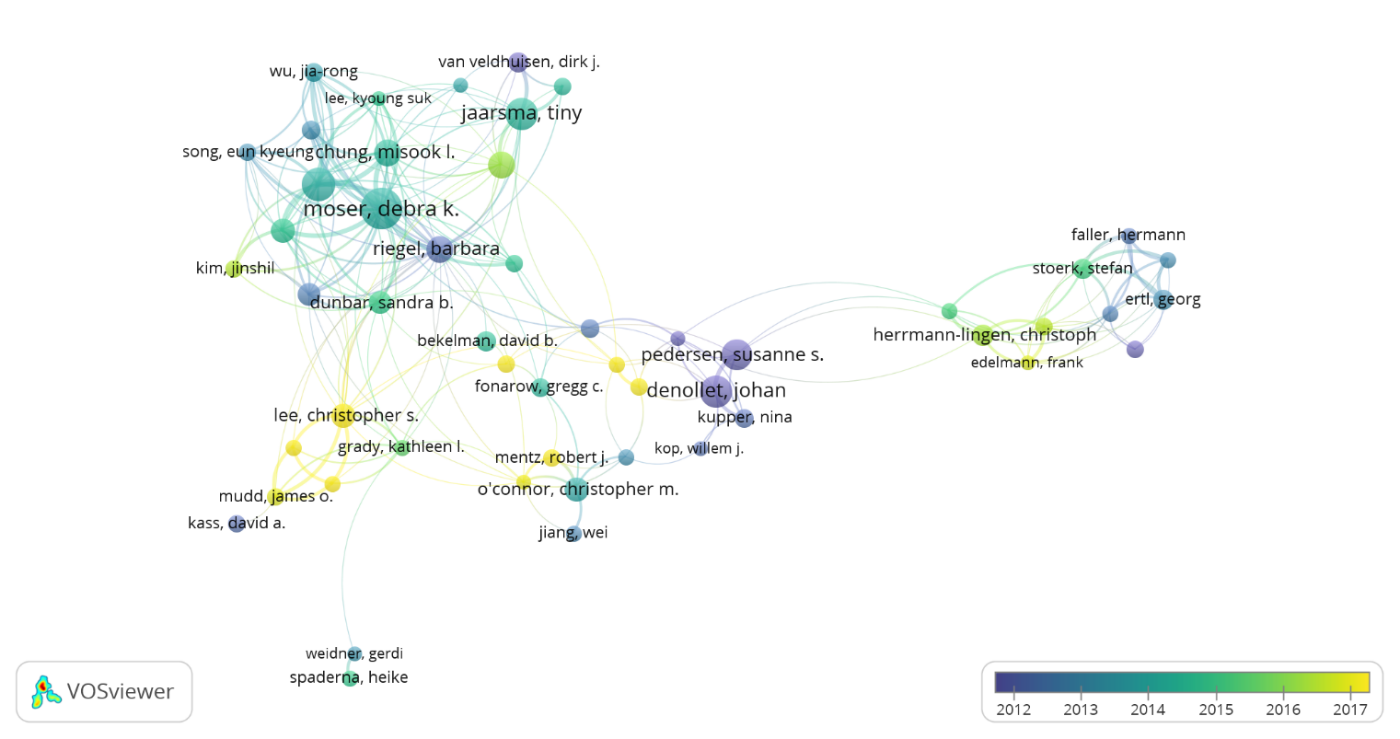 van veldhuisen, dirk j.
wu, jia-rong
lee, kyoung suk
jaarsma, tiny
song, eun kyeung
chung, misook l.
moser, debra k.
riegel, barbara
kim, jinshil
dunbar, sandra b.
faller, hermann
stoerk, stefan
ertl, georg
herrmann-lingen, christoph
edelmann, frank
bekelman, david b.
pedersen, susanne s.
fonarow, gregg c.
denollet, johan
kupper, nina
lee, christopher s.
grady, kathleen l.
kop, willem j.
mentz, robert j.
o'connor, christopher m.
mudd, james o.
kass, david a.
jiang, wei
weidner, gerdi
spaderna, heike
VOSviewer
2012 2013 2014 2015 2016 2017